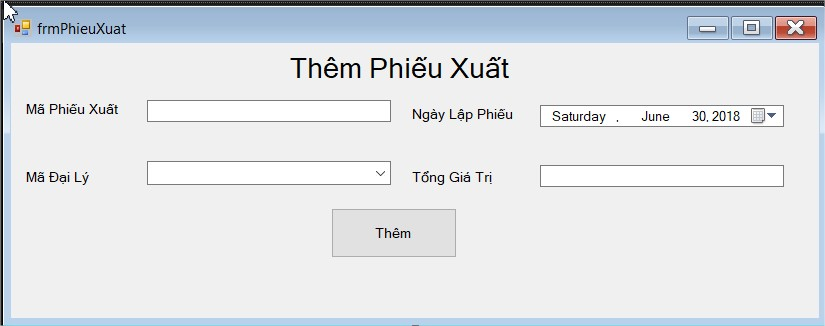 frmPhieuXuat
Thêm Phiếu Xuất
Mã Phiếu Xuất
Ngày Lập Phiếu
Saturday , June 30, 2018
Mã Đại Lý
Tổng Giá Trị
Thêm